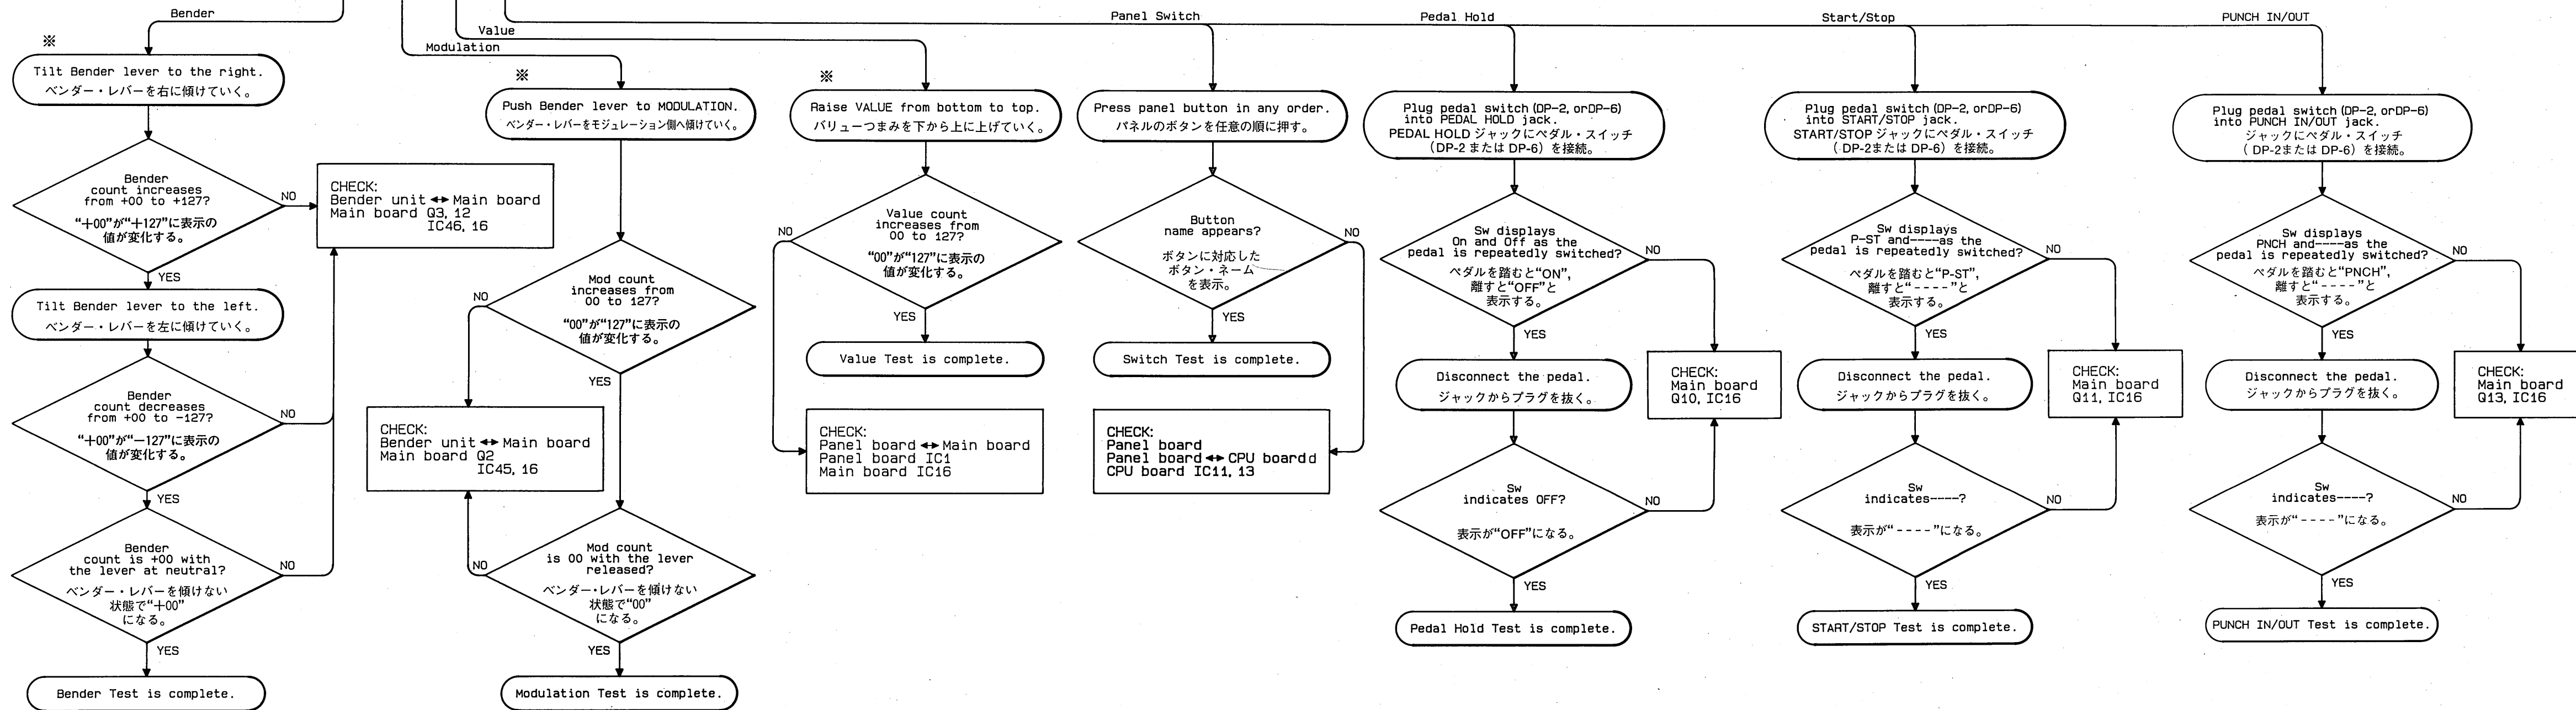 Bender
Value
Modulation
Panel Switch
Pedal Hold
Start/Stop
PUNCH IN/OUT
※
Tilt Bender lever to the right.
ベンダー・レバーを右に傾けていく。
Bender
count increases
from +00 to +127?
“+00”が“+127”に表示の
値が変化する。
NO
CHECK:
Bender unit ↔ Main board
Main board Q3, 12
IC46, 16
YES
Tilt Bender lever to the left.
ベンダー・レバーを左に傾けていく。
Bender
count decreases
from +00 to -127?
“+00”が“-127”に表示の
値が変化する。
NO
YES
Bender
count is +00 with
the lever at neutral?
ベンダー・レバーを傾けない
状態で“+00”
になる。
NO
YES
Bender Test is complete.
※
Push Bender lever to MODULATION.
ベンダー・レバーをモジュレーション側へ傾けていく。
Mod count
increases from
00 to 127?
“00”が“127”に表示の
値が変化する。
NO
YES
CHECK:
Bender unit ↔ Main board
Main board Q2
IC45, 16
Mod count
is 00 with the lever
released?
ベンダー・レバーを傾けない
状態で“00”
になる。
NO
YES
Modulation Test is complete.
※
Raise VALUE from bottom to top.
バリューつまみを下から上に上げていく。
Value count
increases from
00 to 127?
“00”が“127”に表示の
値が変化する。
NO
YES
Value Test is complete.
CHECK:
Panel board ↔ Main board
Panel board IC1
Main board IC16
Press panel button in any order.
パネルのボタンを任意の順に押す。
Button
name appears?
ボタンに対応した
ボタン・ネーム
を表示。
NO
YES
Switch Test is complete.
CHECK:
Panel board
Panel board ↔ CPU boardd
CPU board IC11, 13
Plug pedal switch (DP-2, orDP-6)
into PEDAL HOLD jack.
PEDAL HOLD ジャックにペダル・スイッチ
（DP-2 または DP-6）を接続。
Sw displays
On and Off as the
pedal is repeatedly switched?
ペダルを踏むと“ON”,
離すと“OFF”と
表示する。
NO
YES
Disconnect the pedal.
ジャックからプラグを抜く。
CHECK:
Main board
Q10, IC16
Sw
indicates OFF?
表示が“OFF”になる。
NO
YES
Pedal Hold Test is complete.
Plug pedal switch (DP-2, orDP-6)
into START/STOP jack.
START/STOP ジャックにペダル・スイッチ
（DP-2または DP-6）を接続。
Sw displays
P-ST and----as the
pedal is repeatedly switched?
ペダルを踏むと“P-ST”,
離すと“----”と
表示する。
NO
YES
Disconnect the pedal.
ジャックからプラグを抜く。
CHECK:
Main board
Q11, IC16
Sw
indicates----?
表示が“----”になる。
NO
YES
START/STOP Test is complete.
Plug pedal switch (DP-2, orDP-6)
into PUNCH IN/OUT jack.
ジャックにペダル・スイッチ
（DP-2または DP-6）を接続。
Sw displays
PNCH and----as the
pedal is repeatedly switched?
ペダルを踏むと“PNCH”,
離すと“----”と
表示する。
NO
YES
Disconnect the pedal.
ジャックからプラグを抜く。
CHECK:
Main board
Q13, IC16
Sw
indicates----?
表示が“----”になる。
NO
YES
PUNCH IN/OUT Test is complete.